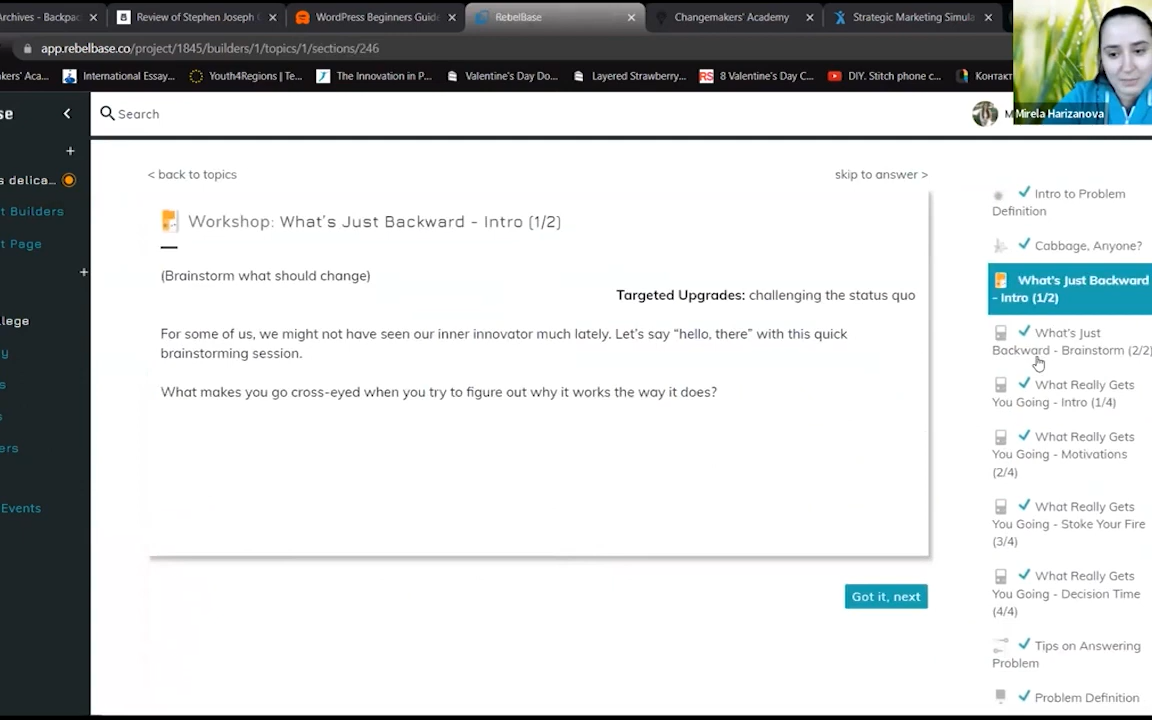 Archives - Backpac
Review of Stephen Joseph
WordPress Beginners Guide
RebelBase
Changemakers' Academy
Strategic Marketing Simula
app.rebelbase.co/project/1845/builders/1/topics/1/sections/246
akers' Aca...
International Essay...
Youth4Regions | Te...
The Innovation in P...
Valentine's Day Do...
Layered Strawberry...
8 Valentine's Day C...
DIY. Stitch phone c...
Контакт
Mirela Harizanova
se
Search
M
+
s delica...
t Builders
t Page
+
llege
y
s
s
ers
Events
< back to topics
skip to answer >
Workshop: What's Just Backward - Intro (1/2)
(Brainstorm what should change)
Targeted Upgrades: challenging the status quo
For some of us, we might not have seen our inner innovator much lately. Let's say "hello, there" with this quick
brainstorming session.
What makes you go cross-eyed when you try to figure out why it works the way it does?
Got it, next
Intro to Problem
Definition
Cabbage, Anyone?
What's Just Backward
- Intro (1/2)
What's Just
Backward - Brainstorm (2/2)
What Really Gets
You Going - Intro (1/4)
What Really Gets
You Going - Motivations
(2/4)
What Really Gets
You Going - Stoke Your Fire
(3/4)
What Really Gets
You Going - Decision Time
(4/4)
Tips on Answering
Problem
Problem Definition